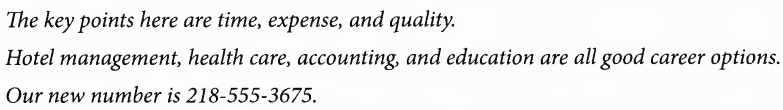 The key points here are time, expense, and quality.
Hotel management, health care, accounting, and education are all good career options.
Our new number is 218-555-3675.